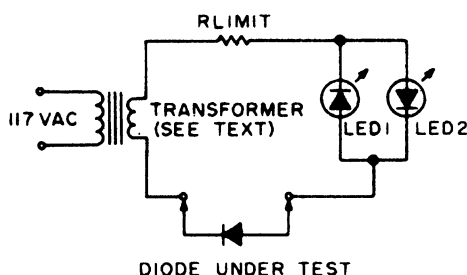 RLIMIT
117 VAC
TRANSFORMER
(SEE TEXT)
LED1
LED2
DIODE UNDER TEST